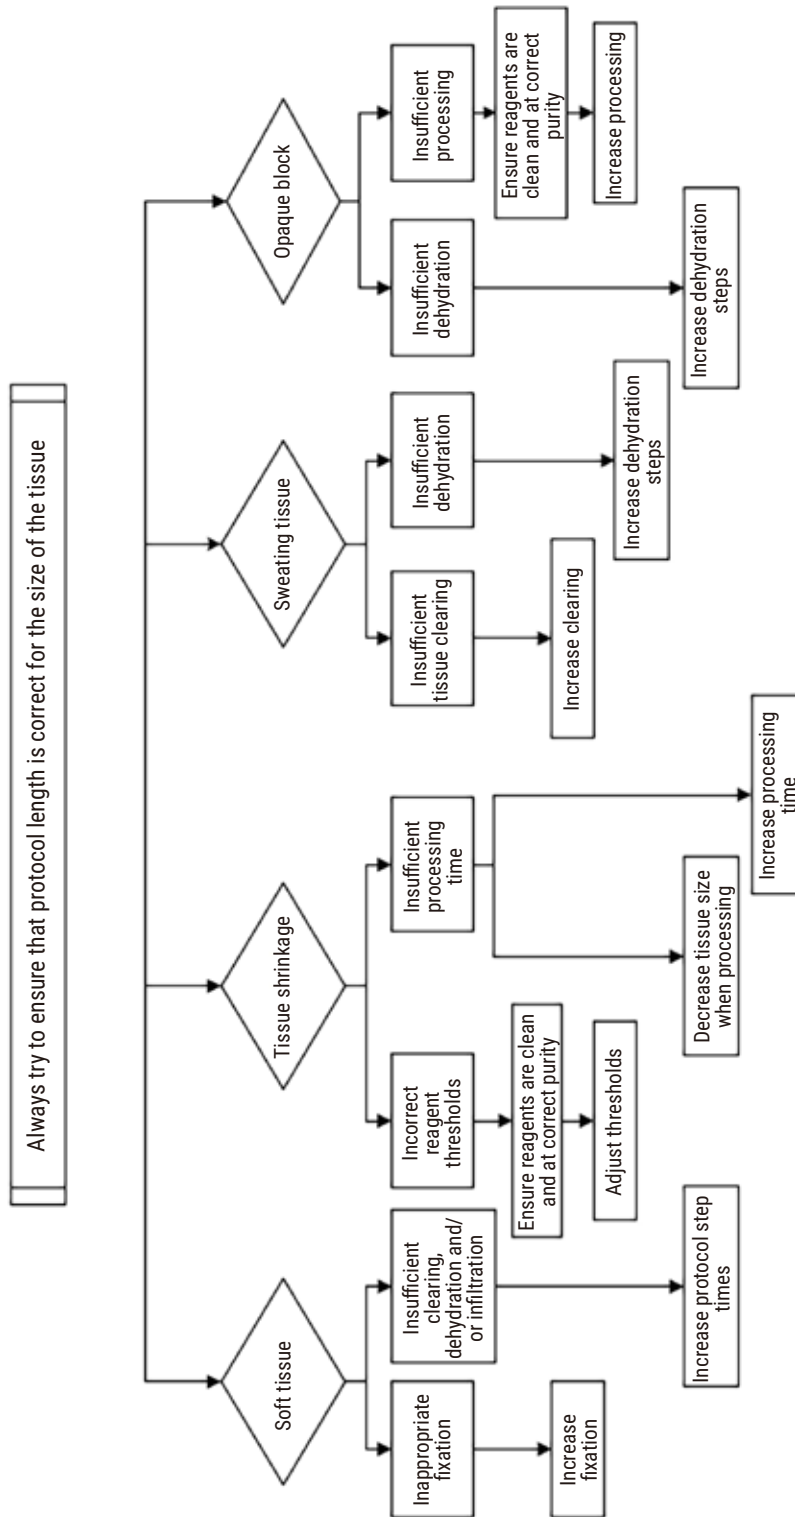 Always try to ensure that protocol length is correct for the size of the tissue
Soft tissue
Tissue shrinkage
Sweating tissue
Opaque block
Inappropriate
fixation
Insufficient
clearing,
dehydration and/
or infiltration
Incorrect
reagent
thresholds
Insufficient
processing
time
Insufficient
tissue clearing
Insufficient
dehydration
Insufficient
dehydration
Insufficient
processing
Ensure reagents are
clean and at correct
purity
Ensure reagents are clean
and at correct purity
Increase
fixation
Increase clearing
Adjust thresholds
Increase processing
Increase dehydration
steps
Increase protocol step
times
Decrease tissue size
when processing
Increase dehydration
steps
Increase processing
time